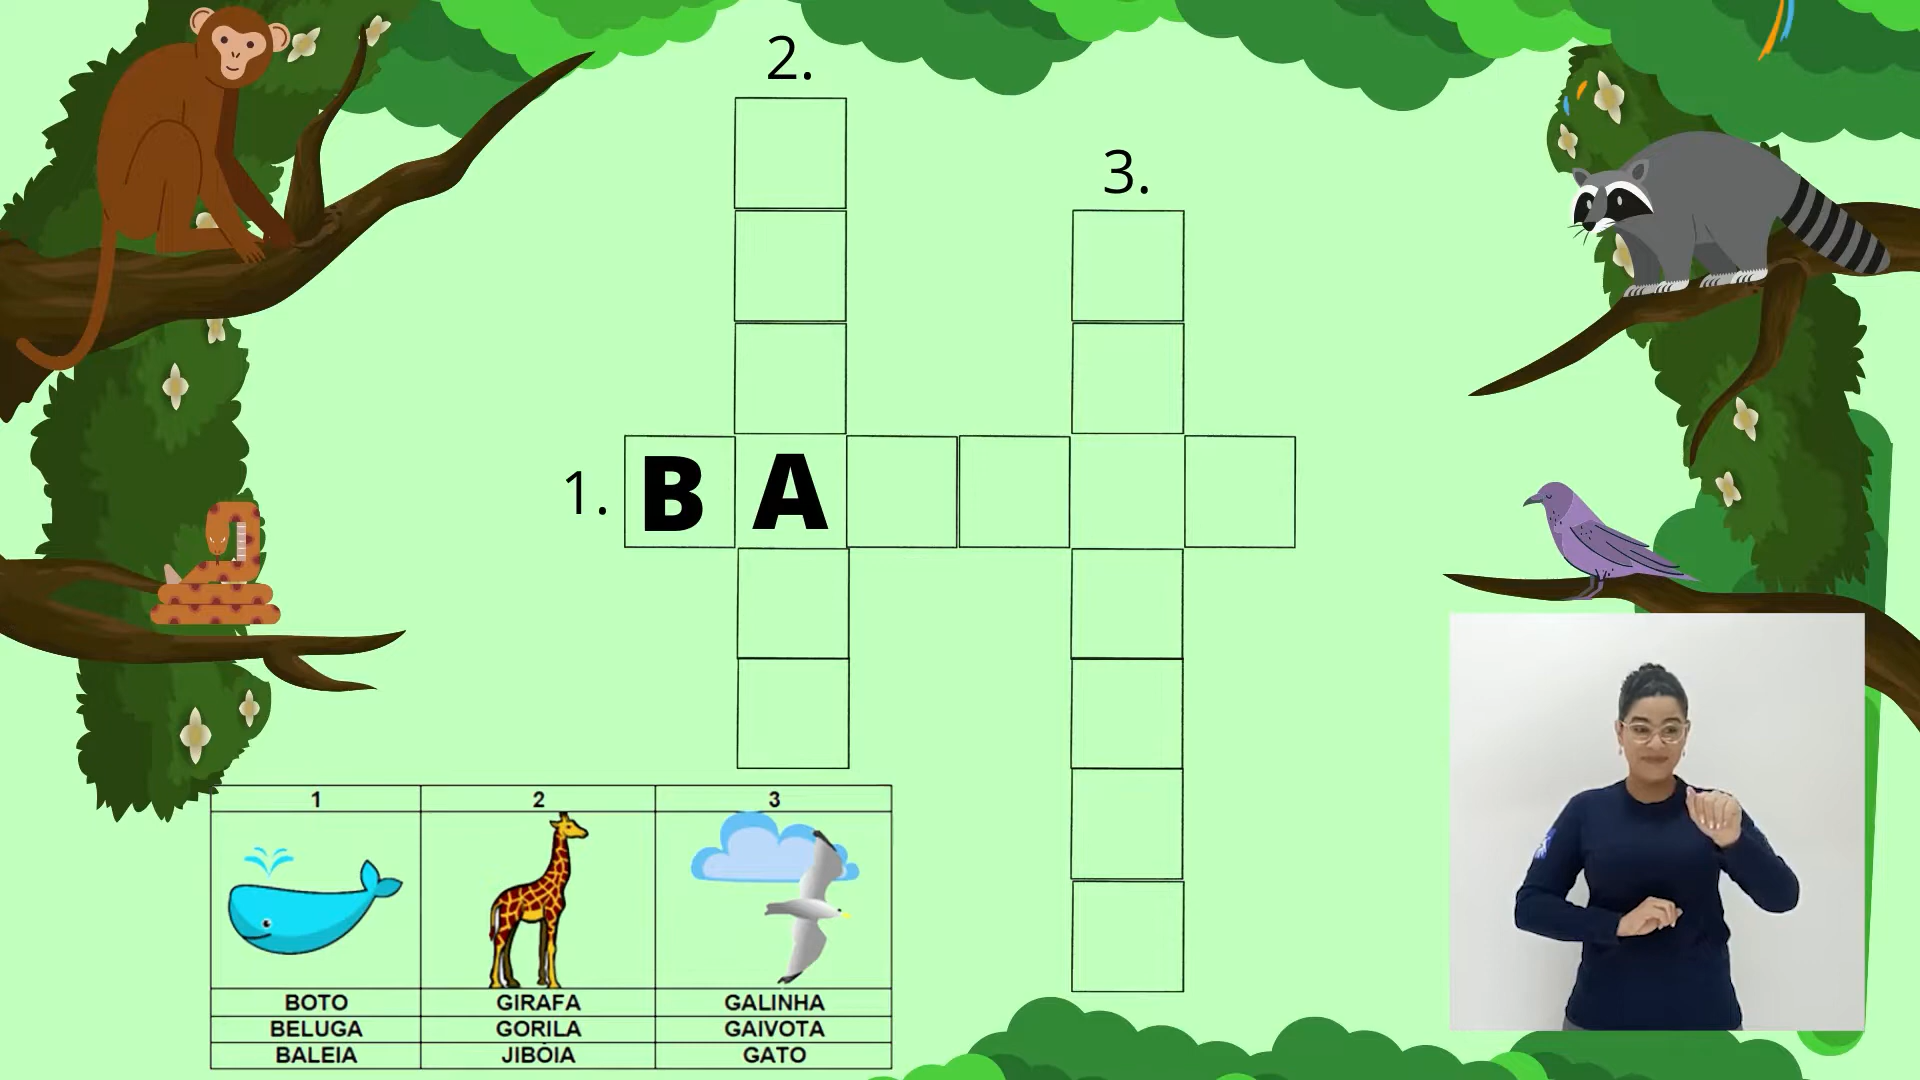 2.
3.
1. B A
1 2 3
BOTO GIRAFA GALINHA
BELUGA GORILA GAIVOTA
BALEIA JIBÓIA GATO